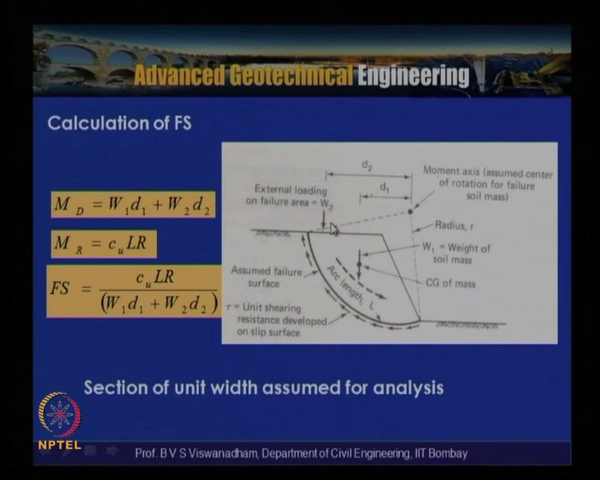 Advanced Geotechnical Engineering
Calculation of FS
M_D = W_1 d_1 + W_2 d_2
M_R = c_u LR
FS = c_u LR / (W_1 d_1 + W_2 d_2)
d_2
d_1
External loading
on failure area = W_2
Moment axis (assumed center
of rotation for failure
soil mass)
Radius, r
W_1 = Weight of
soil mass
CG of mass
Assumed failure
surface
Arc length, L
τ = Unit shearing
resistance developed
on slip surface
Section of unit width assumed for analysis
NPTEL
Prof. B V S Viswanadham, Department of Civil Engineering, IIT Bombay